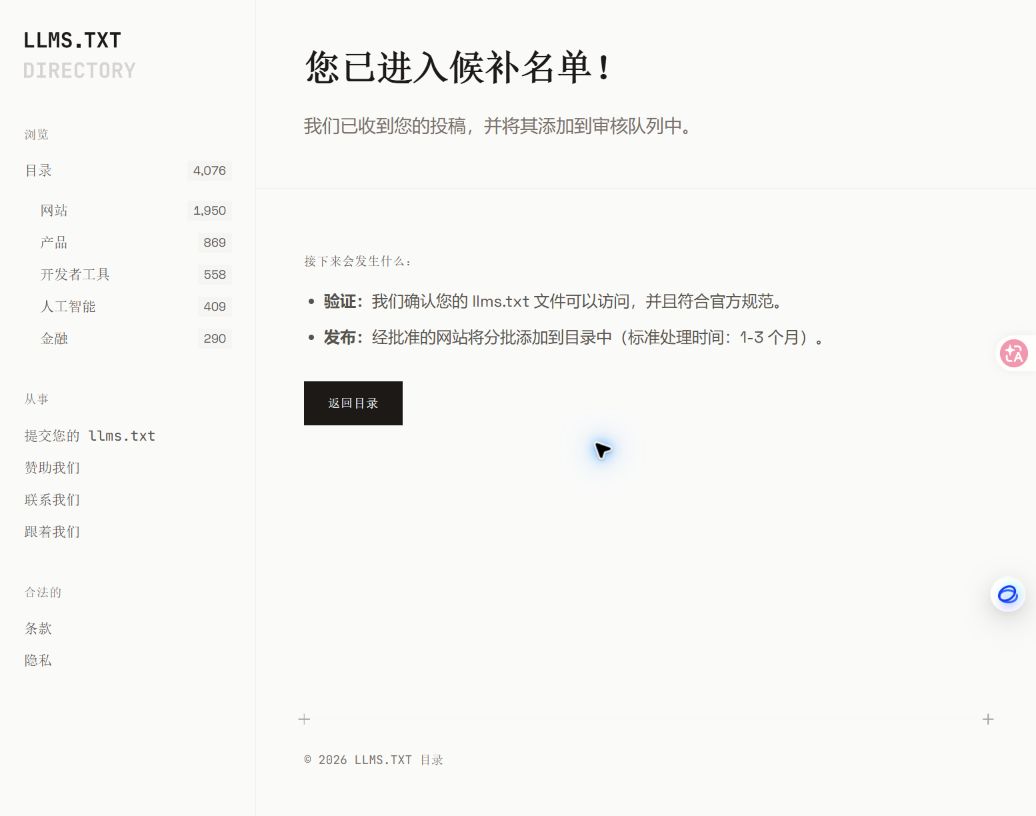 LLMS.TXT
DIRECTORY
浏览
目录 4,076
网站 1,950
产品 869
开发者工具 558
人工智能 409
金融 290
从事
提交您的 llms.txt
赞助我们
联系我们
跟着我们
合法的
条款
隐私
您已进入候补名单！
我们已收到您的投稿，并将其添加到审核队列中。
接下来会发生什么：
• 验证：我们确认您的 llms.txt 文件可以访问，并且符合官方规范。
• 发布：经批准的网站将分批添加到目录中（标准处理时间：1-3 个月）。
返回目录
© 2026 LLMS.TXT 目录